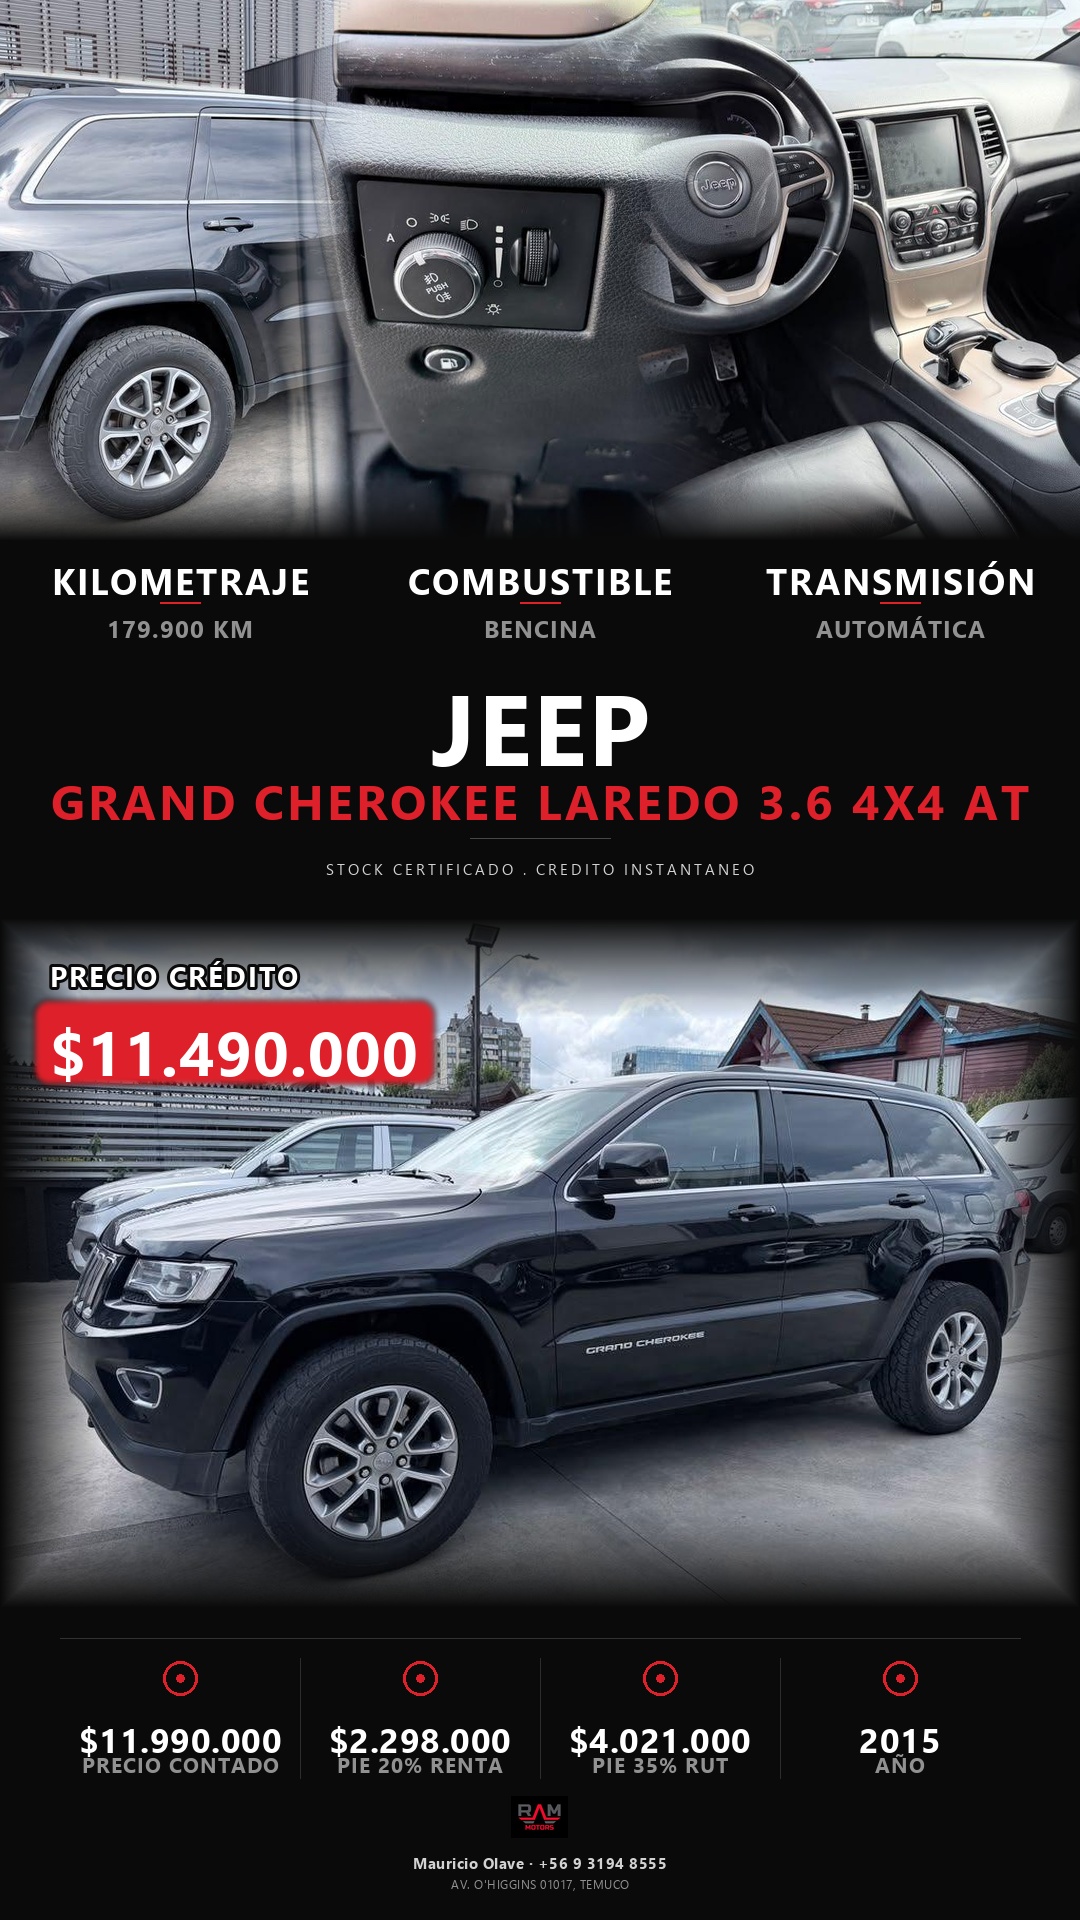 A
PUSH
Jeep
KILOMETRAJE
179.900 KM
COMBUSTIBLE
BENCINA
TRANSMISIÓN
AUTOMÁTICA
JEEP
GRAND CHEROKEE LAREDO 3.6 4X4 AT
STOCK CERTIFICADO . CREDITO INSTANTANEO
PRECIO CRÉDITO
$11.490.000
GRAND CHEROKEE
$11.990.000
PRECIO CONTADO
$2.298.000
PIE 20% RENTA
$4.021.000
PIE 35% RUT
2015
AÑO
RAM
MOTORS
Mauricio Olave · +56 9 3194 8555
AV. O'HIGGINS 01017, TEMUCO